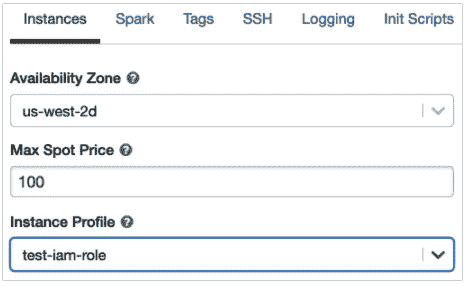 Instances Spark Tags SSH Logging Init Scripts
Availability Zone ?
us-west-2d
Max Spot Price ?
100
Instance Profile ?
test-iam-role